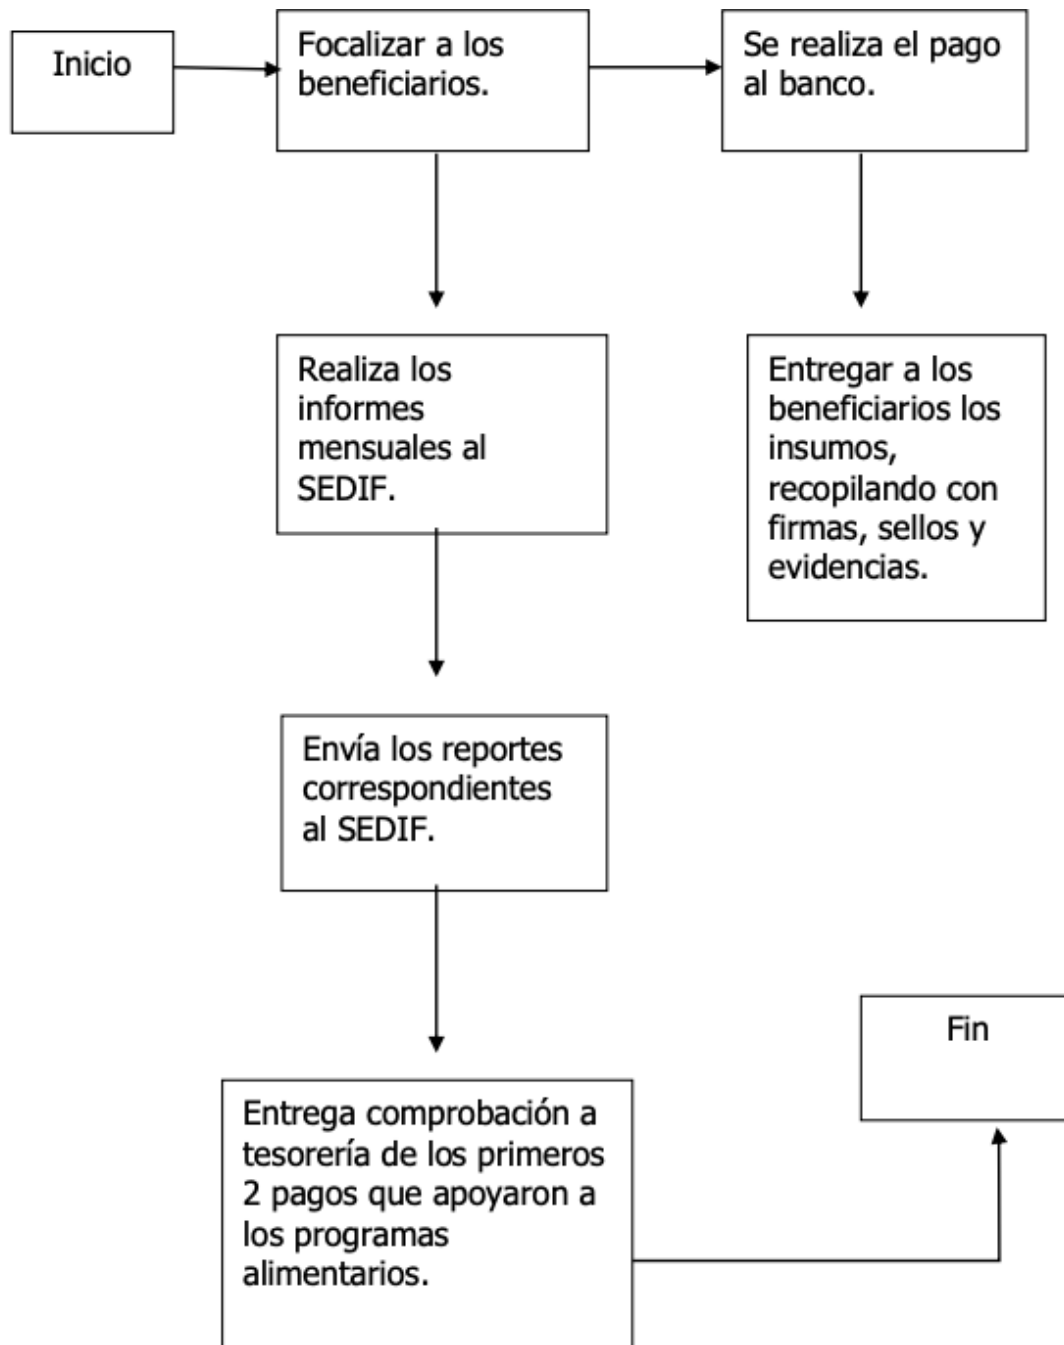 Inicio
Focalizar a los
beneficiarios.
Se realiza el pago
al banco.
Realiza los
informes
mensuales al
SEDIF.
Entregar a los
beneficiarios los
insumos,
recopilando con
firmas, sellos y
evidencias.
Envía los reportes
correspondientes
al SEDIF.
Fin
Entrega comprobación a
tesorería de los primeros
2 pagos que apoyaron a
los programas
alimentarios.